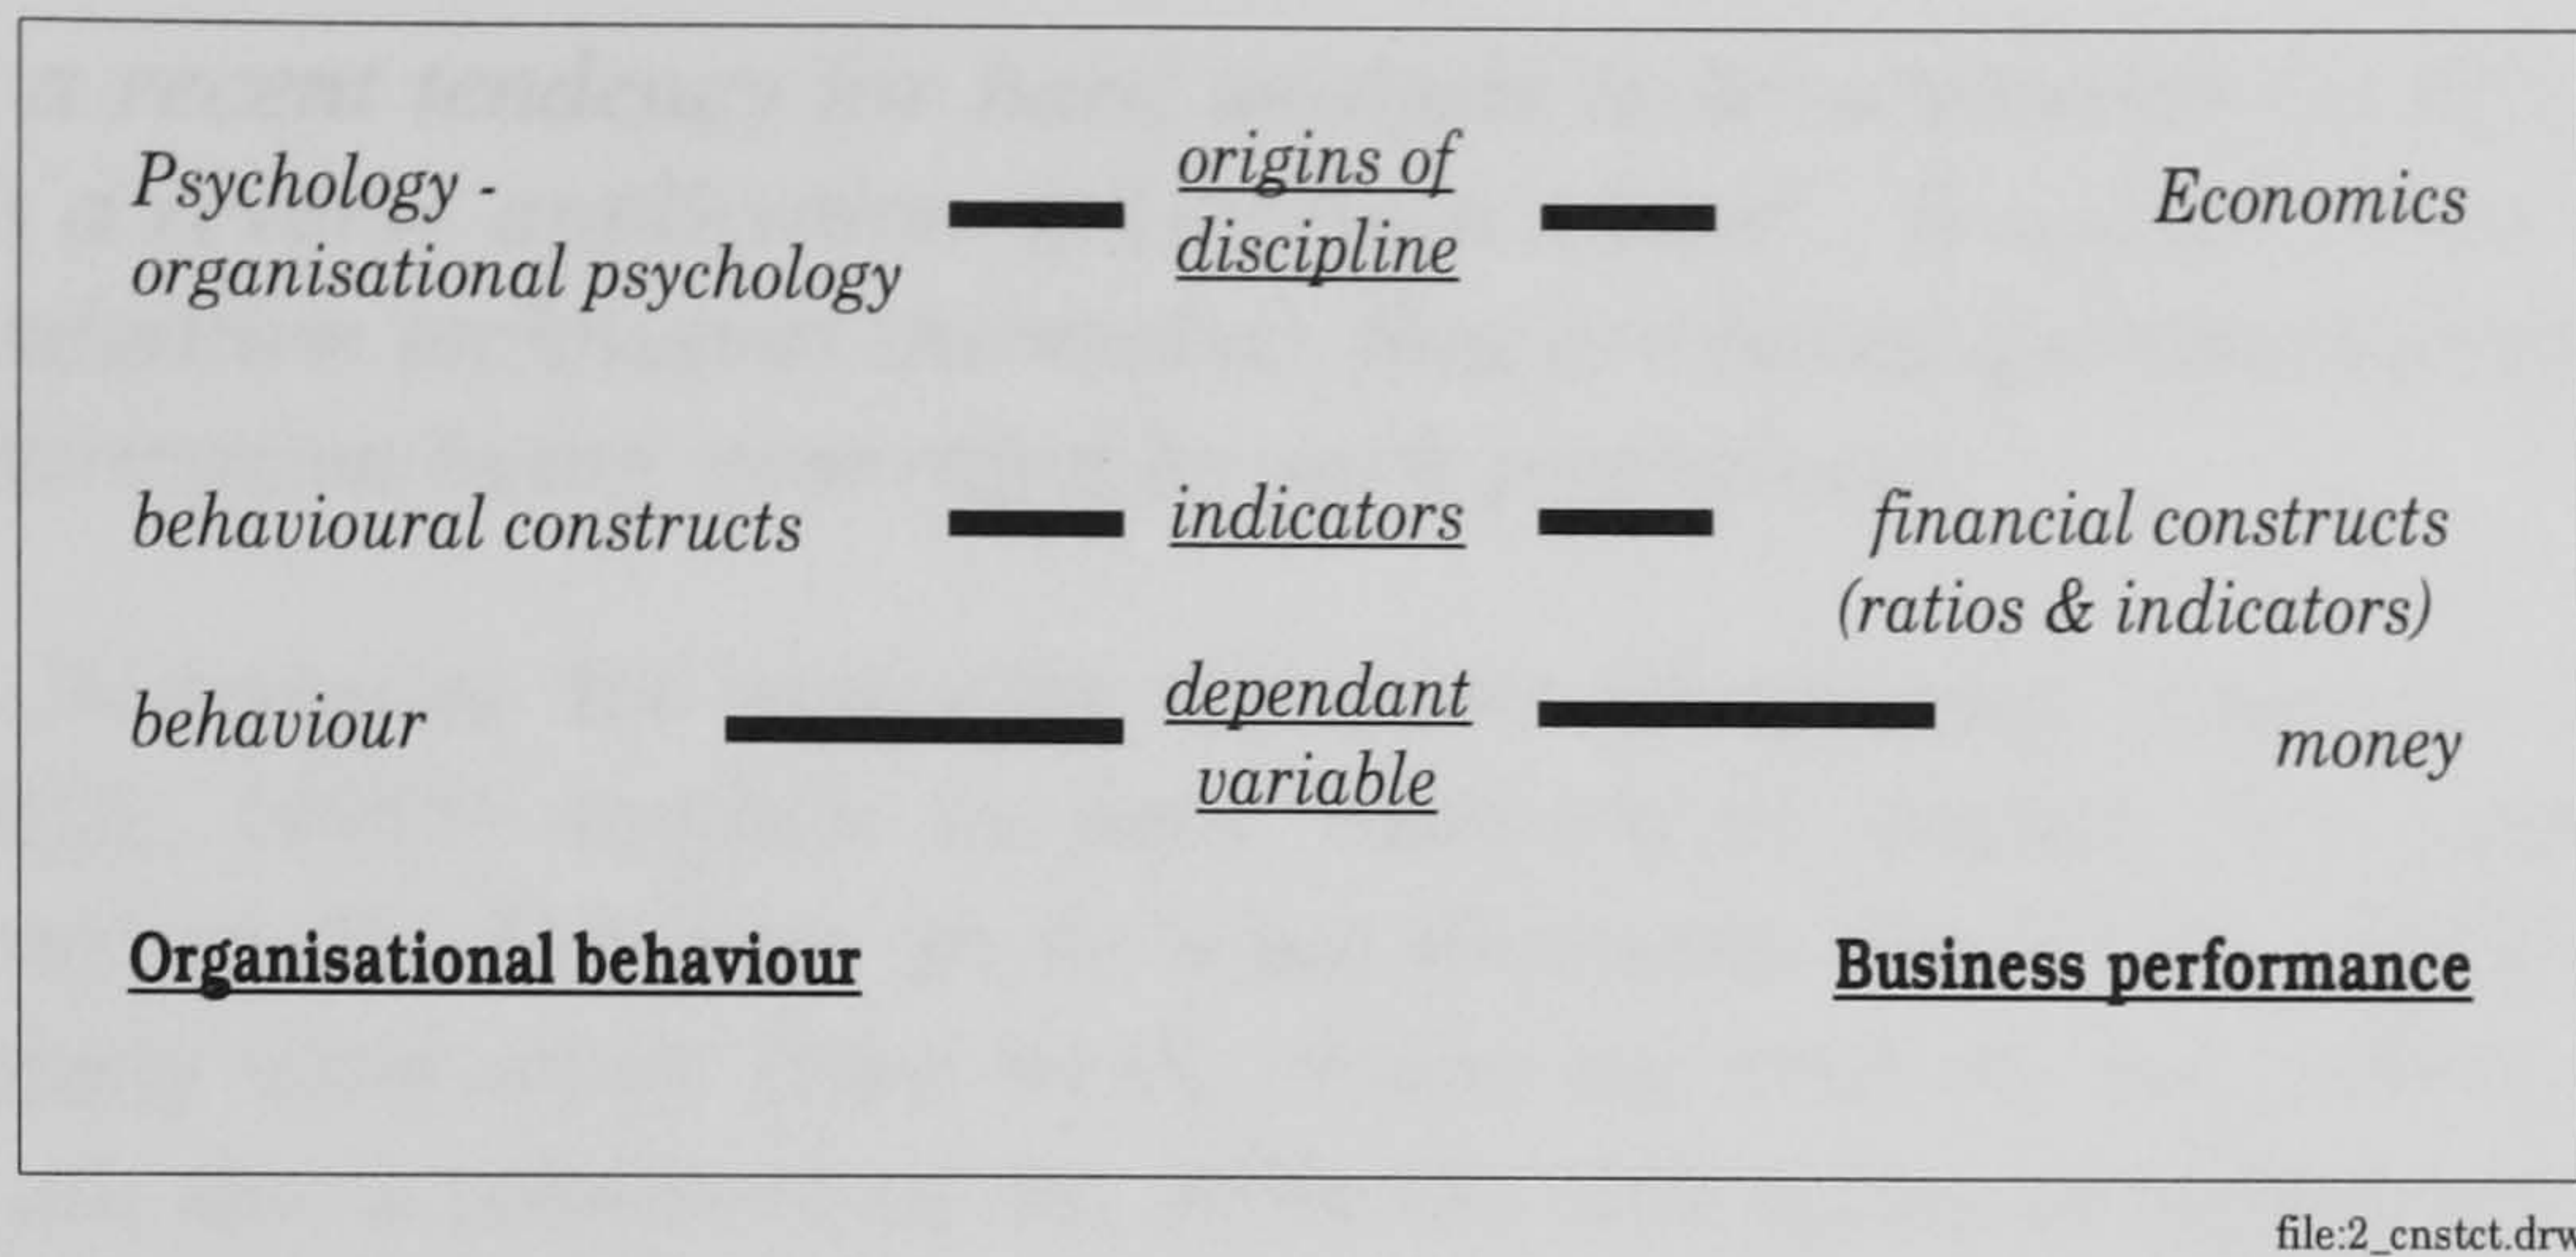 Psychology -
organisational psychology
origins of
discipline
Economics
behavioural constructs
indicators
financial constructs
(ratios & indicators)
behaviour
dependant
variable
money
Organisational behaviour
Business performance
file:2_cnstct.drw